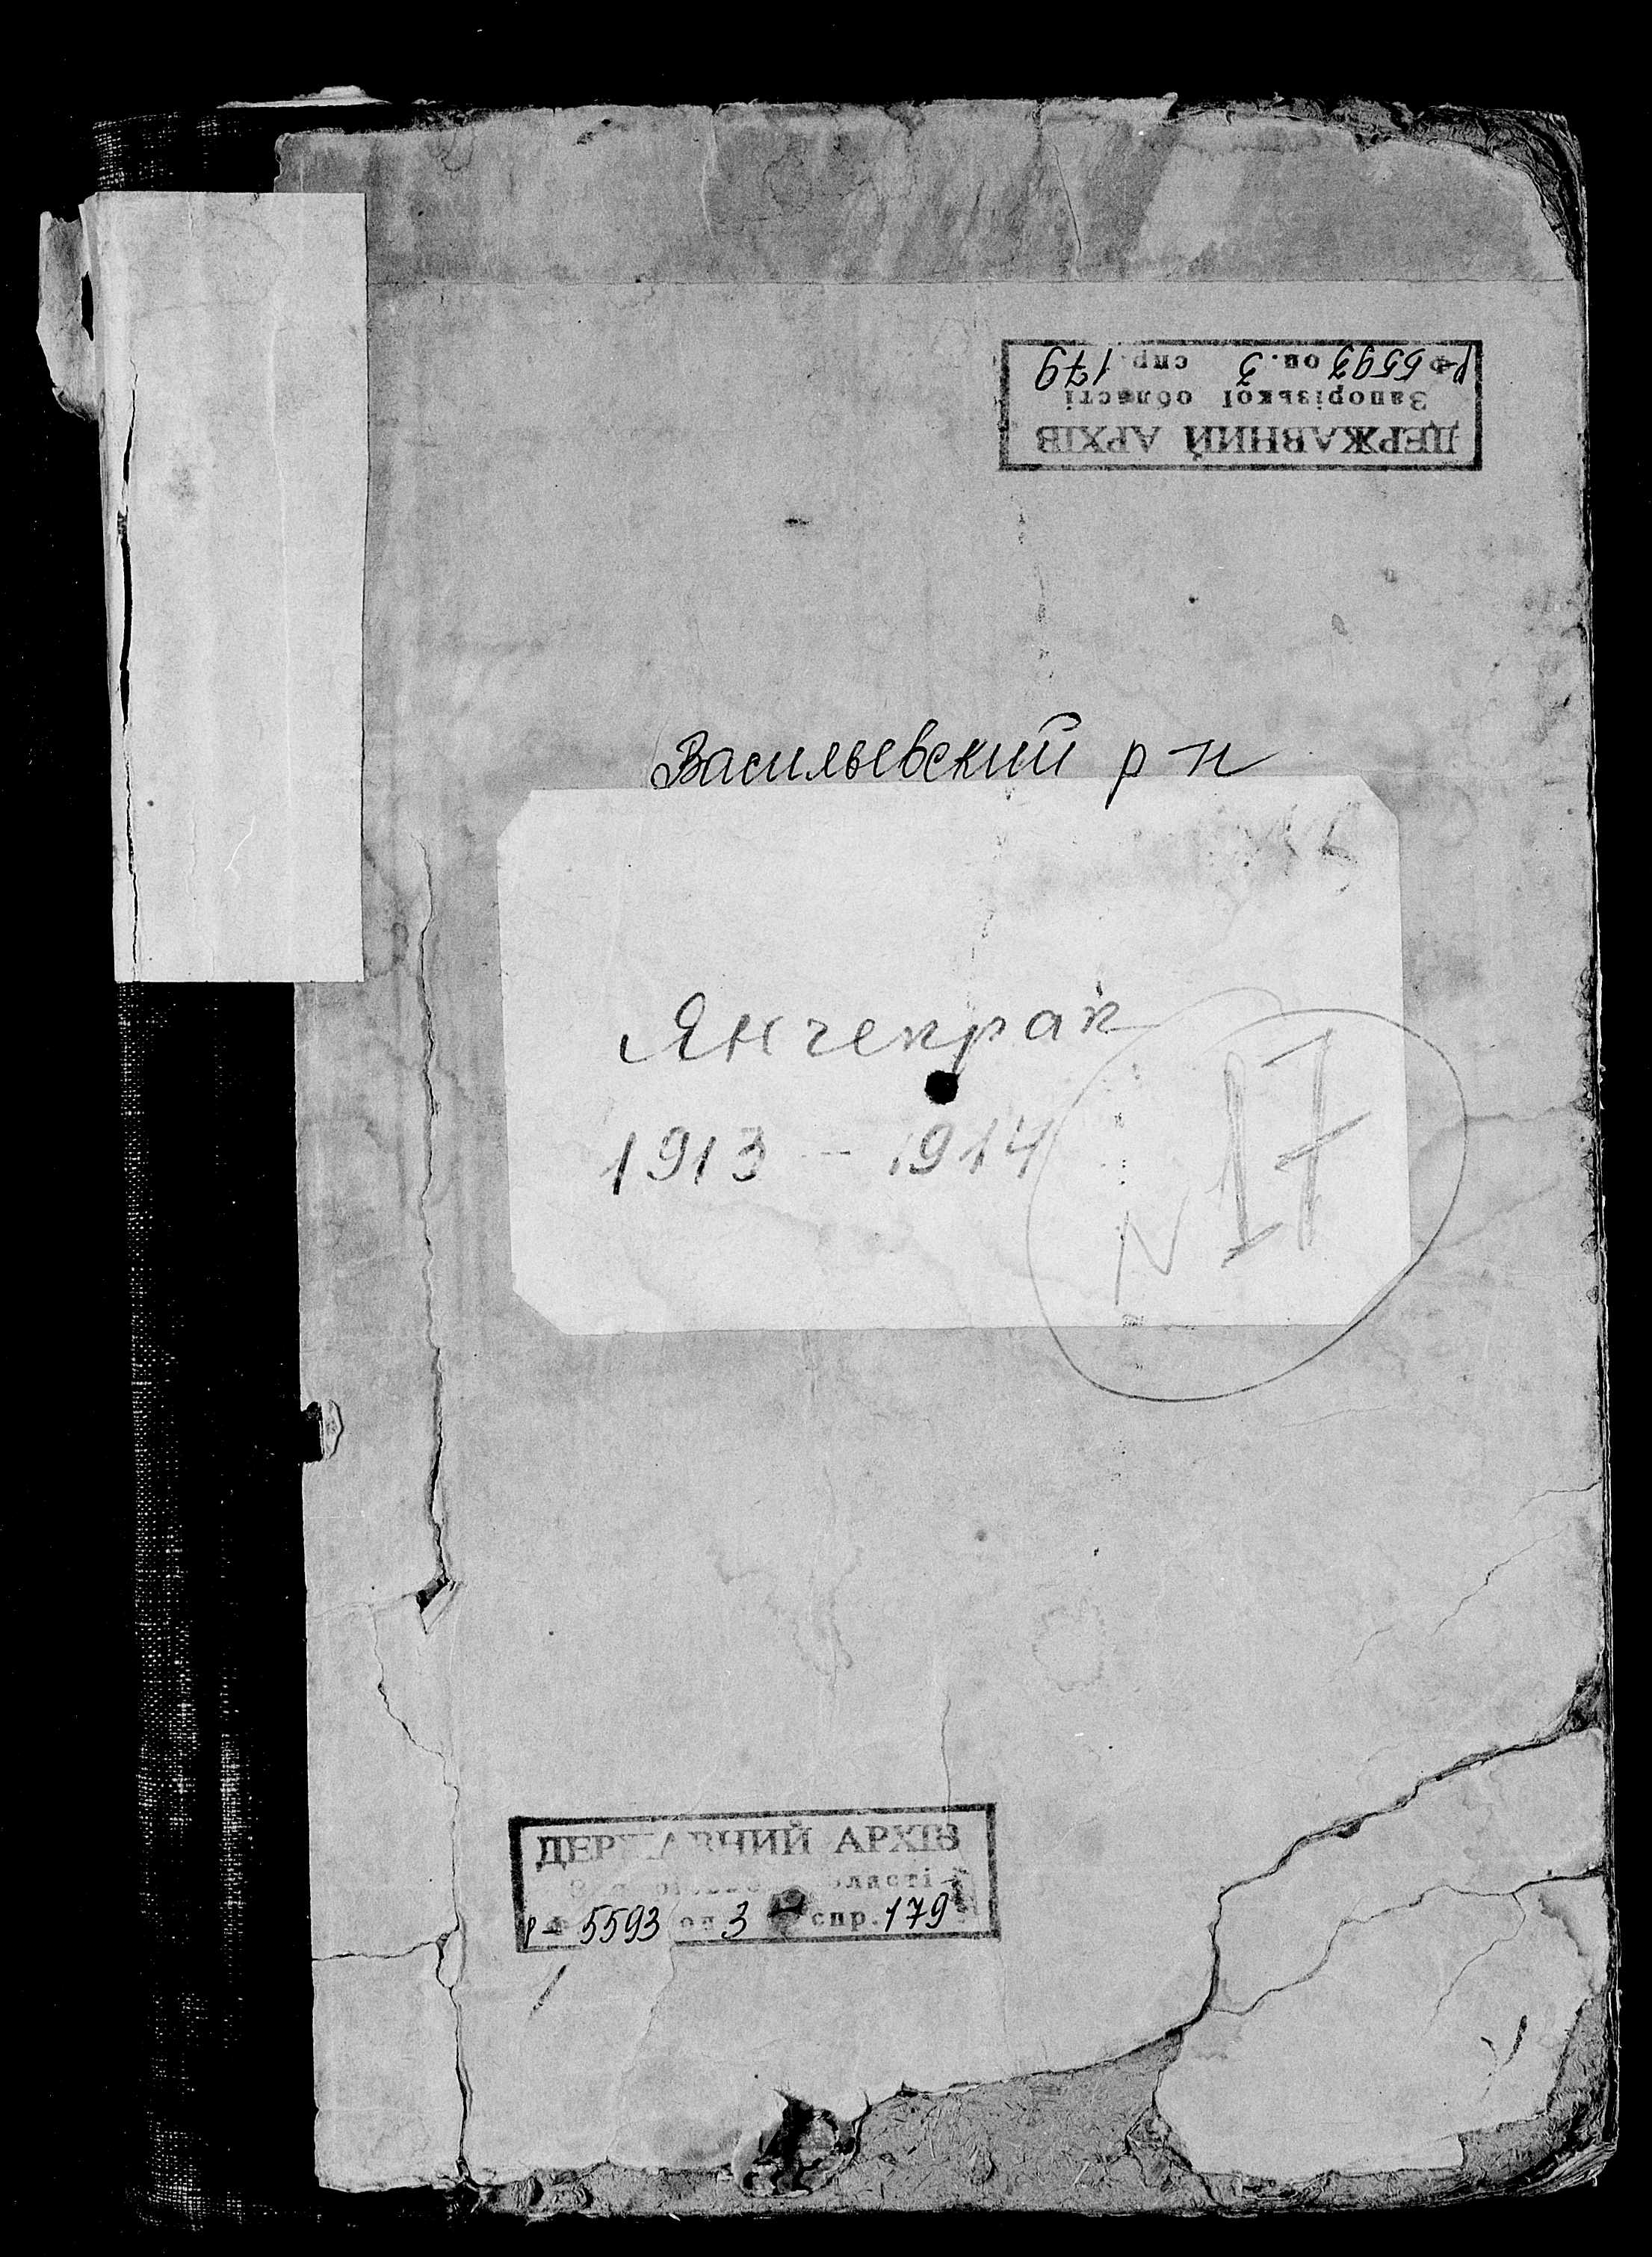 ДЕРЖАВНИЙ АРХІВ
Запорізької області
Р-5593 оп. 3 спр. 179
Васильевский р-н
Янчекрак
1913 - 1914
N 17
ДЕРЖАВНИЙ АРХІВ
Запорізької області
Р-5593 оп. 3 спр. 179